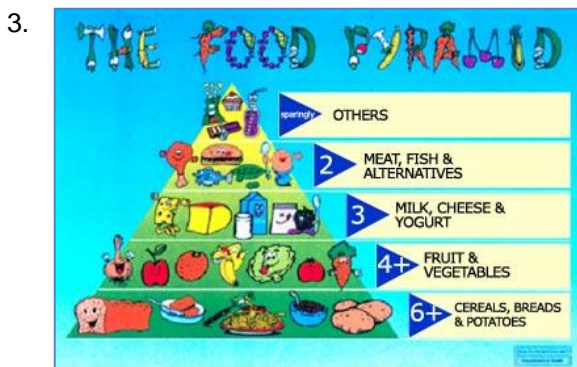 3.
THE FOOD PYRAMID
sparingly
OTHERS
2
MEAT, FISH &
ALTERNATIVES
3
MILK, CHEESE &
YOGURT
4+
FRUIT &
VEGETABLES
6+
CEREALS, BREADS
& POTATOES